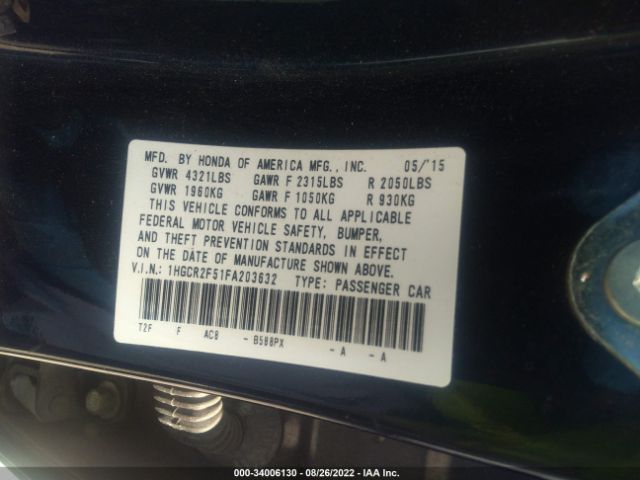 MFD. BY HONDA OF AMERICA MFG., INC. 05/'15
GVWR 4321LBS GAWR F 2315LBS R 2050LBS
GVWR 1960KG GAWR F 1050KG R 930KG
THIS VEHICLE CONFORMS TO ALL APPLICABLE
FEDERAL MOTOR VEHICLE SAFETY, BUMPER,
AND THEFT PREVENTION STANDARDS IN EFFECT
ON THE DATE OF MANUFACTURE SHOWN ABOVE.
V.I.N.: 1HGCR2F51FA203632 TYPE: PASSENGER CAR
T2F F AC8 - B588PX - A - A
000-34006130 - 08/26/2022 - IAA Inc.